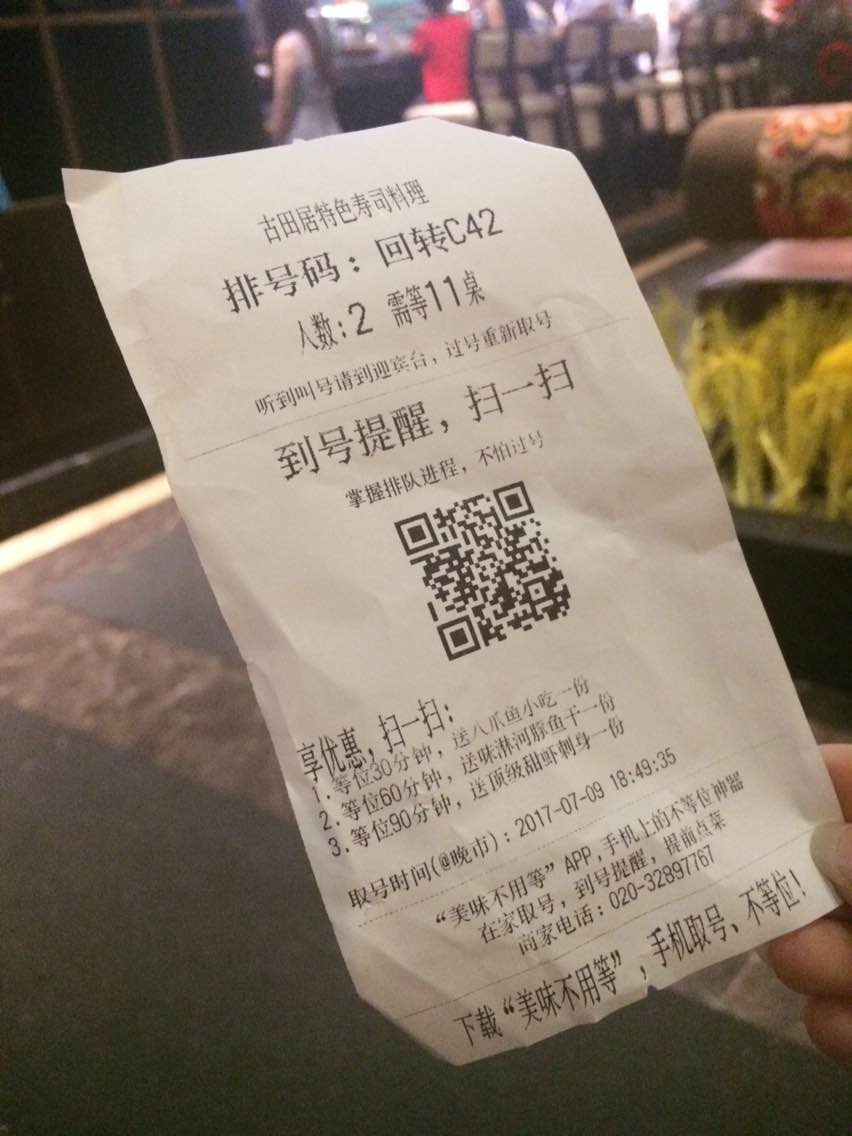 古田居特色寿司料理
排号码：回转C42
人数:2 需等11桌
听到叫号请到迎宾台，过号重新取号
到号提醒，扫一扫
掌握排队进程，不怕过号
享优惠，扫一扫：
1.等位30分钟，送八爪鱼小吃一份
2.等位60分钟，送味淋河豚鱼干一份
3.等位90分钟，送顶级甜虾刺身一份
取号时间(@晚市)：2017-07-09 18:49:35
“美味不用等”APP,手机上的不等位神器
在家取号，到号提醒，提前点菜
商家电话：020-32897767
下载“美味不用等”，手机取号、不等位！